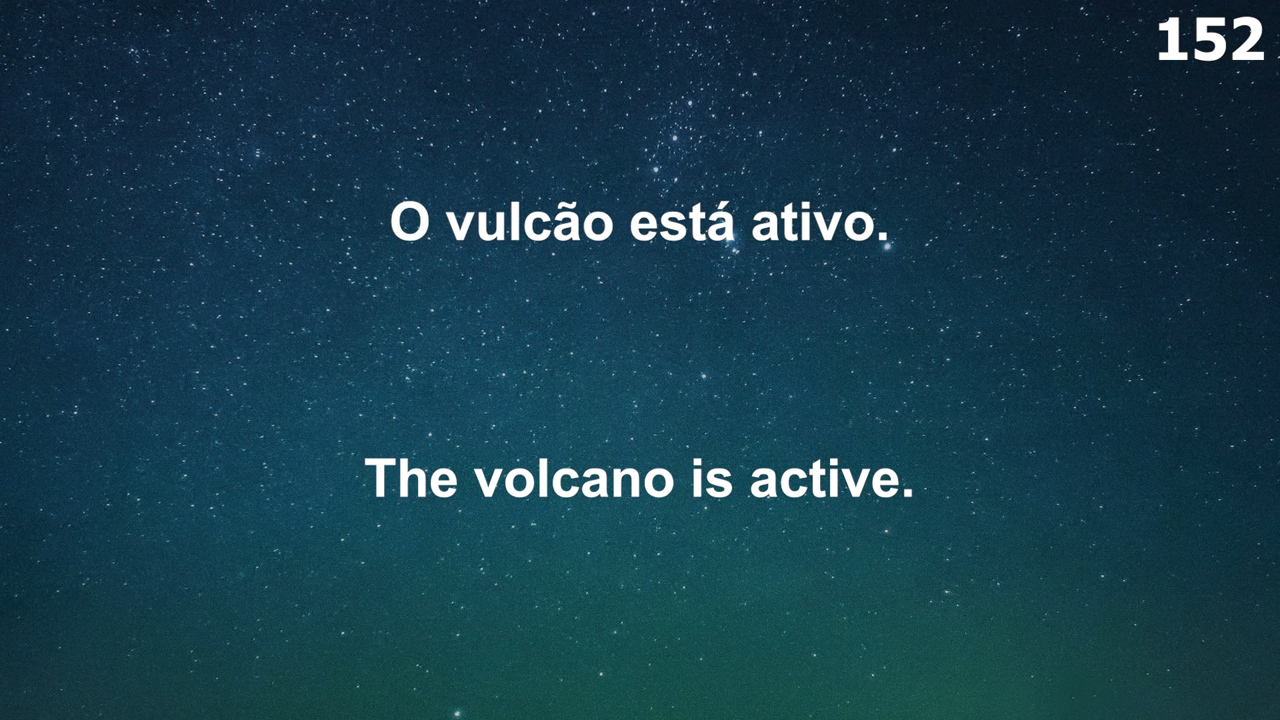 152
O vulcão está ativo.
The volcano is active.